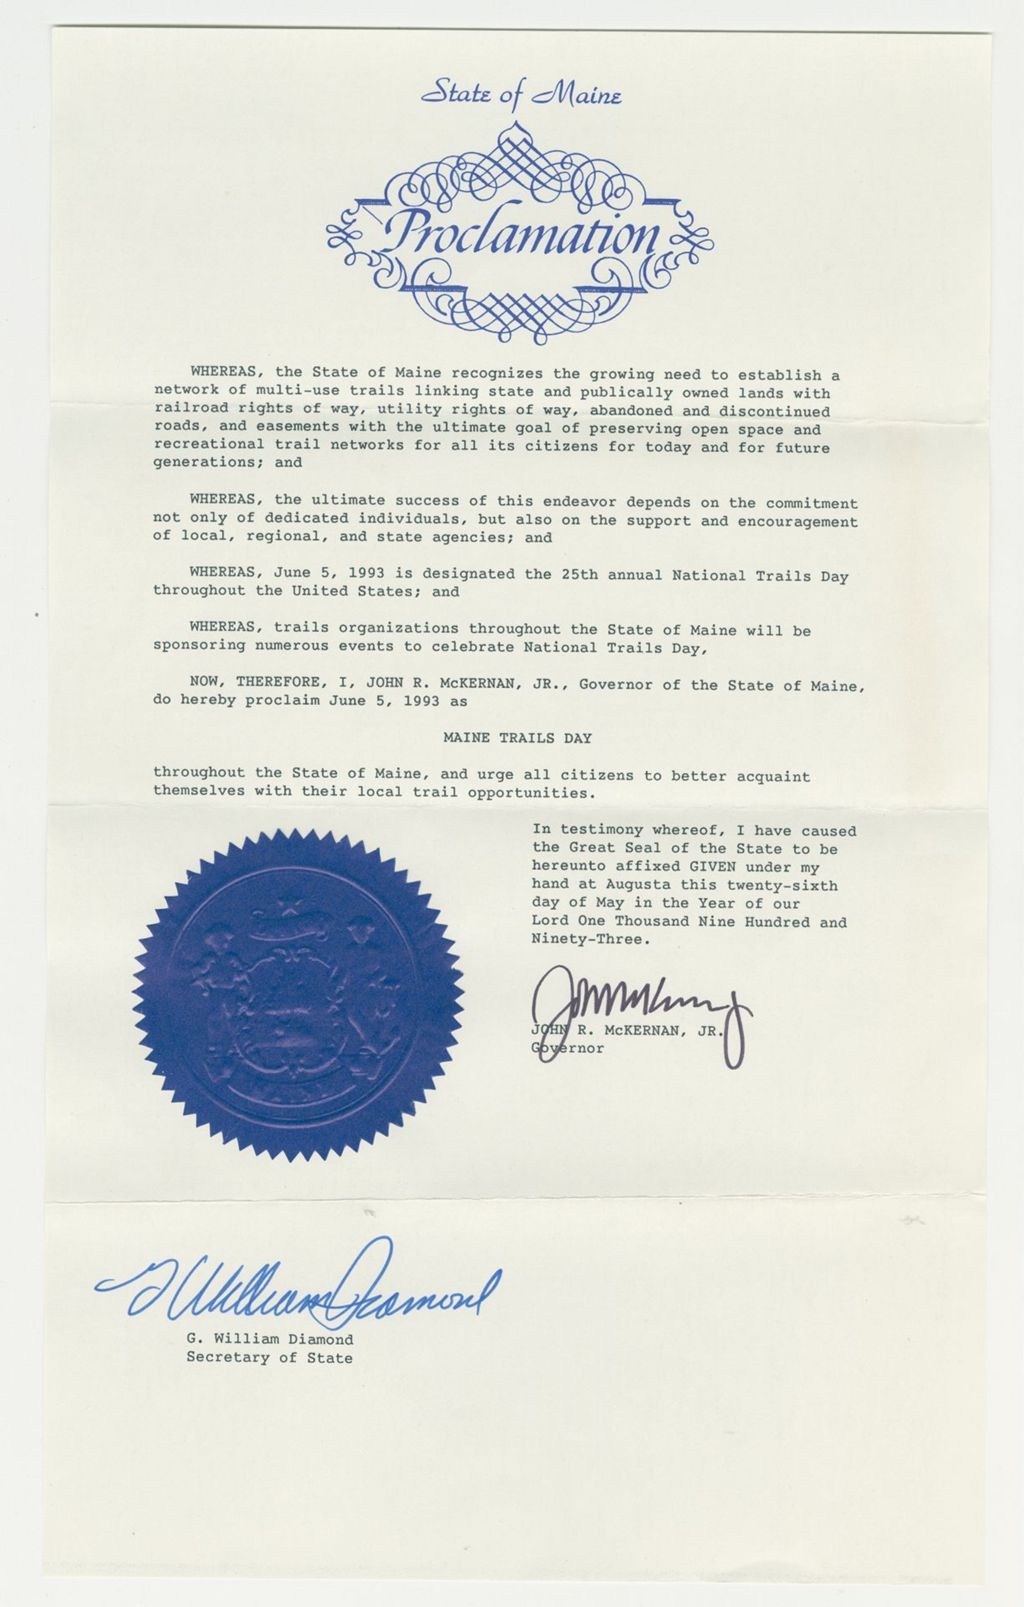 State of Maine
Proclamation
WHEREAS, the State of Maine recognizes the growing need to establish a
network of multi-use trails linking state and publically owned lands with
railroad rights of way, utility rights of way, abandoned and discontinued
roads, and easements with the ultimate goal of preserving open space and
recreational trail networks for all its citizens for today and for future
generations; and
WHEREAS, the ultimate success of this endeavor depends on the commitment
not only of dedicated individuals, but also on the support and encouragement
of local, regional, and state agencies; and
WHEREAS, June 5, 1993 is designated the 25th annual National Trails Day
throughout the United States; and
WHEREAS, trails organizations throughout the State of Maine will be
sponsoring numerous events to celebrate National Trails Day,
NOW, THEREFORE, I, JOHN R. McKERNAN, JR., Governor of the State of Maine,
do hereby proclaim June 5, 1993 as
MAINE TRAILS DAY
throughout the State of Maine, and urge all citizens to better acquaint
themselves with their local trail opportunities.
In testimony whereof, I have caused
the Great Seal of the State to be
hereunto affixed GIVEN under my
hand at Augusta this twenty-sixth
day of May in the Year of our
Lord One Thousand Nine Hundred and
Ninety-Three.
JOHN R. McKERNAN, JR.
Governor
MAINE
G William Diamond
G. William Diamond
Secretary of State